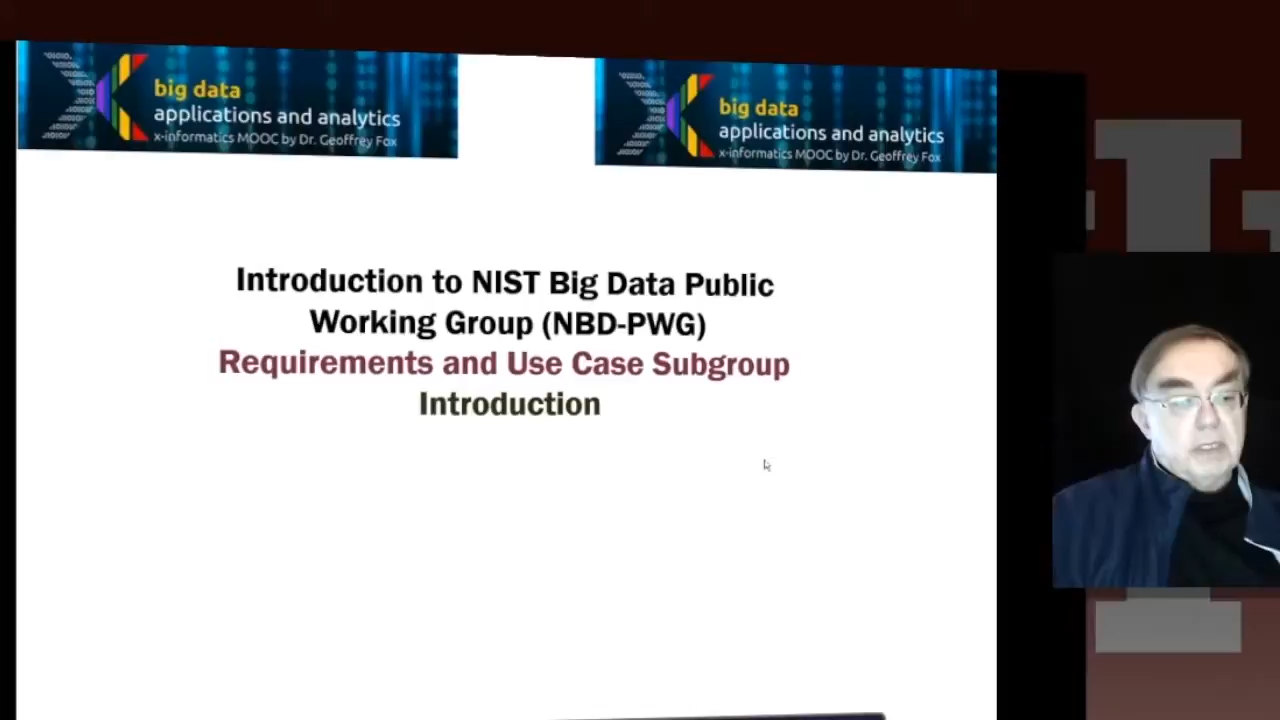 big data
applications and analytics
x-informatics MOOC by Dr. Geoffrey Fox
big data
applications and analytics
x-informatics MOOC by Dr. Geoffrey Fox
Introduction to NIST Big Data Public
Working Group (NBD-PWG)
Requirements and Use Case Subgroup
Introduction